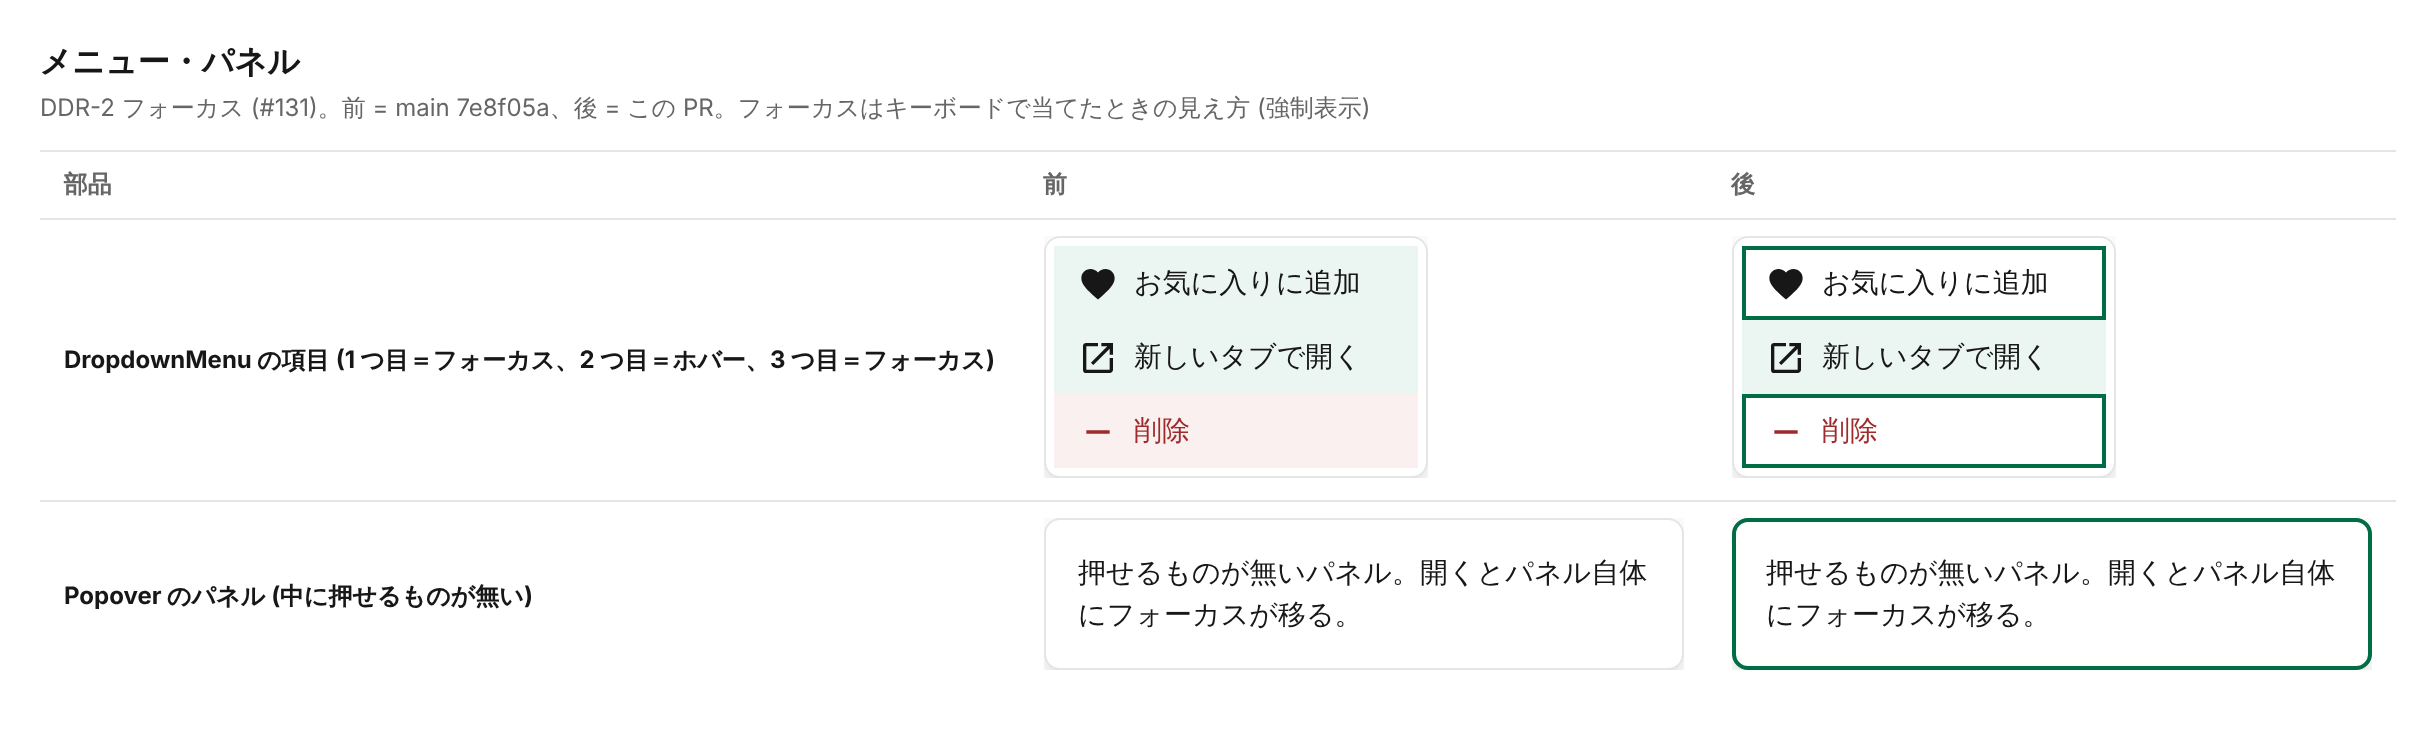 メニュー・パネル
DDR-2 フォーカス (#131)。前 = main 7e8f05a、後 = この PR。フォーカスはキーボードで当てたときの見え方 (強制表示)
部品
前
後
DropdownMenu の項目 (1 つ目＝フォーカス、2 つ目＝ホバー、3 つ目＝フォーカス)
お気に入りに追加
新しいタブで開く
削除
お気に入りに追加
新しいタブで開く
削除
Popover のパネル (中に押せるものが無い)
押せるものが無いパネル。開くとパネル自体
にフォーカスが移る。
押せるものが無いパネル。開くとパネル自体
にフォーカスが移る。